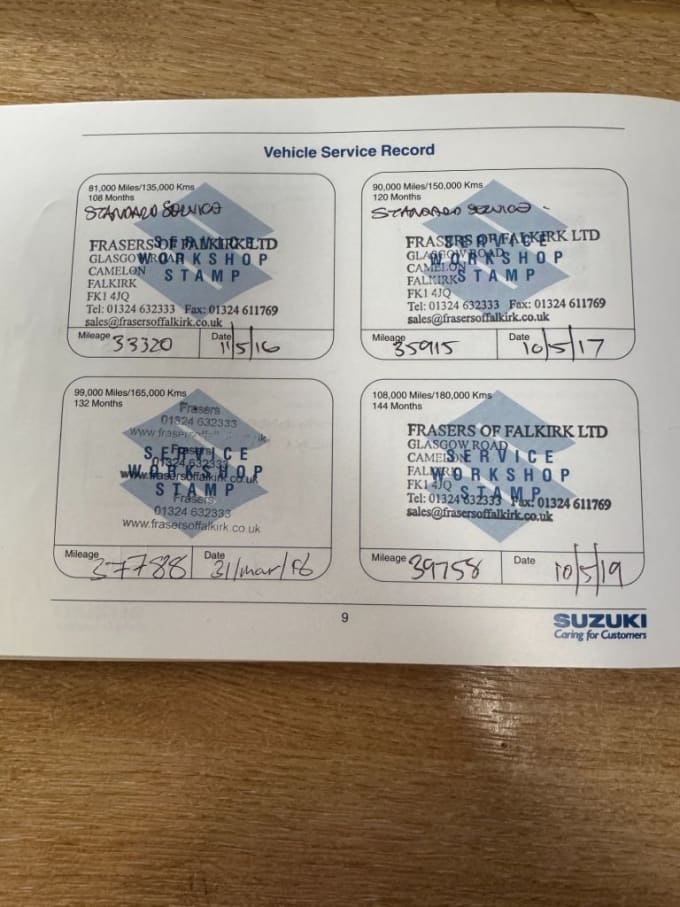 Vehicle Service Record
81,000 Miles/135,000 Kms
108 Months
STANDARD SERVICE
FRASERS OF FALKIRK LTD
GLASGOW ROAD
CAMELON
FALKIRK
FK1 4JQ
Tel: 01324 632333 Fax: 01324 611769
sales@frasersoffalkirk.co.uk
SERVICE
WORKSHOP
STAMP
Mileage 33320 Date 11/5/16
90,000 Miles/150,000 Kms
120 Months
STANDARD SERVICE -
FRASERS OF FALKIRK LTD
GLASGOW ROAD
CAMELON
FALKIRK
FK1 4JQ
Tel: 01324 632333 Fax: 01324 611769
sales@frasersoffalkirk.co.uk
SERVICE
WORKSHOP
STAMP
Mileage 35915 Date 10/5/17
99,000 Miles/165,000 Kms
132 Months
Frasers
01324 632333
www.frasersoff
Frasers
01324 632333
www.frasersoffalkirk.co.uk
Frasers
01324 632333
www.frasersoffalkirk.co.uk
SERVICE
WORKSHOP
STAMP
Mileage 37788 Date 31/mar/
108,000 Miles/180,000 Kms
144 Months
FRASERS OF FALKIRK LTD
GLASGOW ROAD
CAMELON
FALKIRK
FK1 4JQ
Tel: 01324 632333 Fax: 01324 611769
sales@frasersoffalkirk.co.uk
SERVICE
WORKSHOP
STAMP
Mileage 39758 Date 10/5/19
9
SUZUKI
Caring for Customers